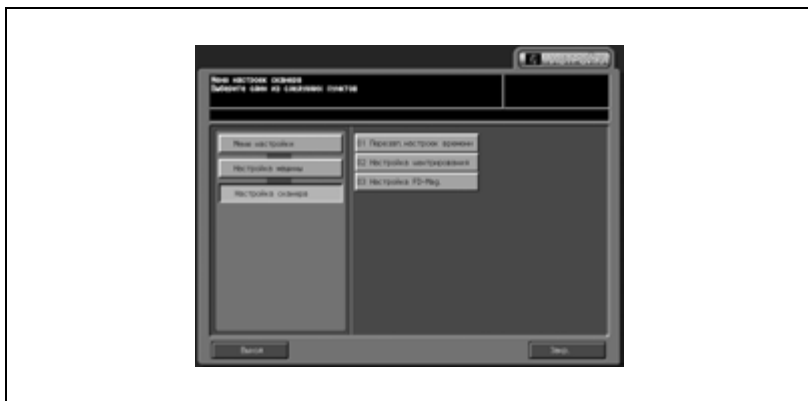 Меню настроек сканера
Выберите один из следующих пунктов
Меню настройки
Настройка машины
Настройка сканера
01 Перезап.настроек времени
02 Настройка центрирования
03 Настройка FD-Mag.
Выход
Закр.